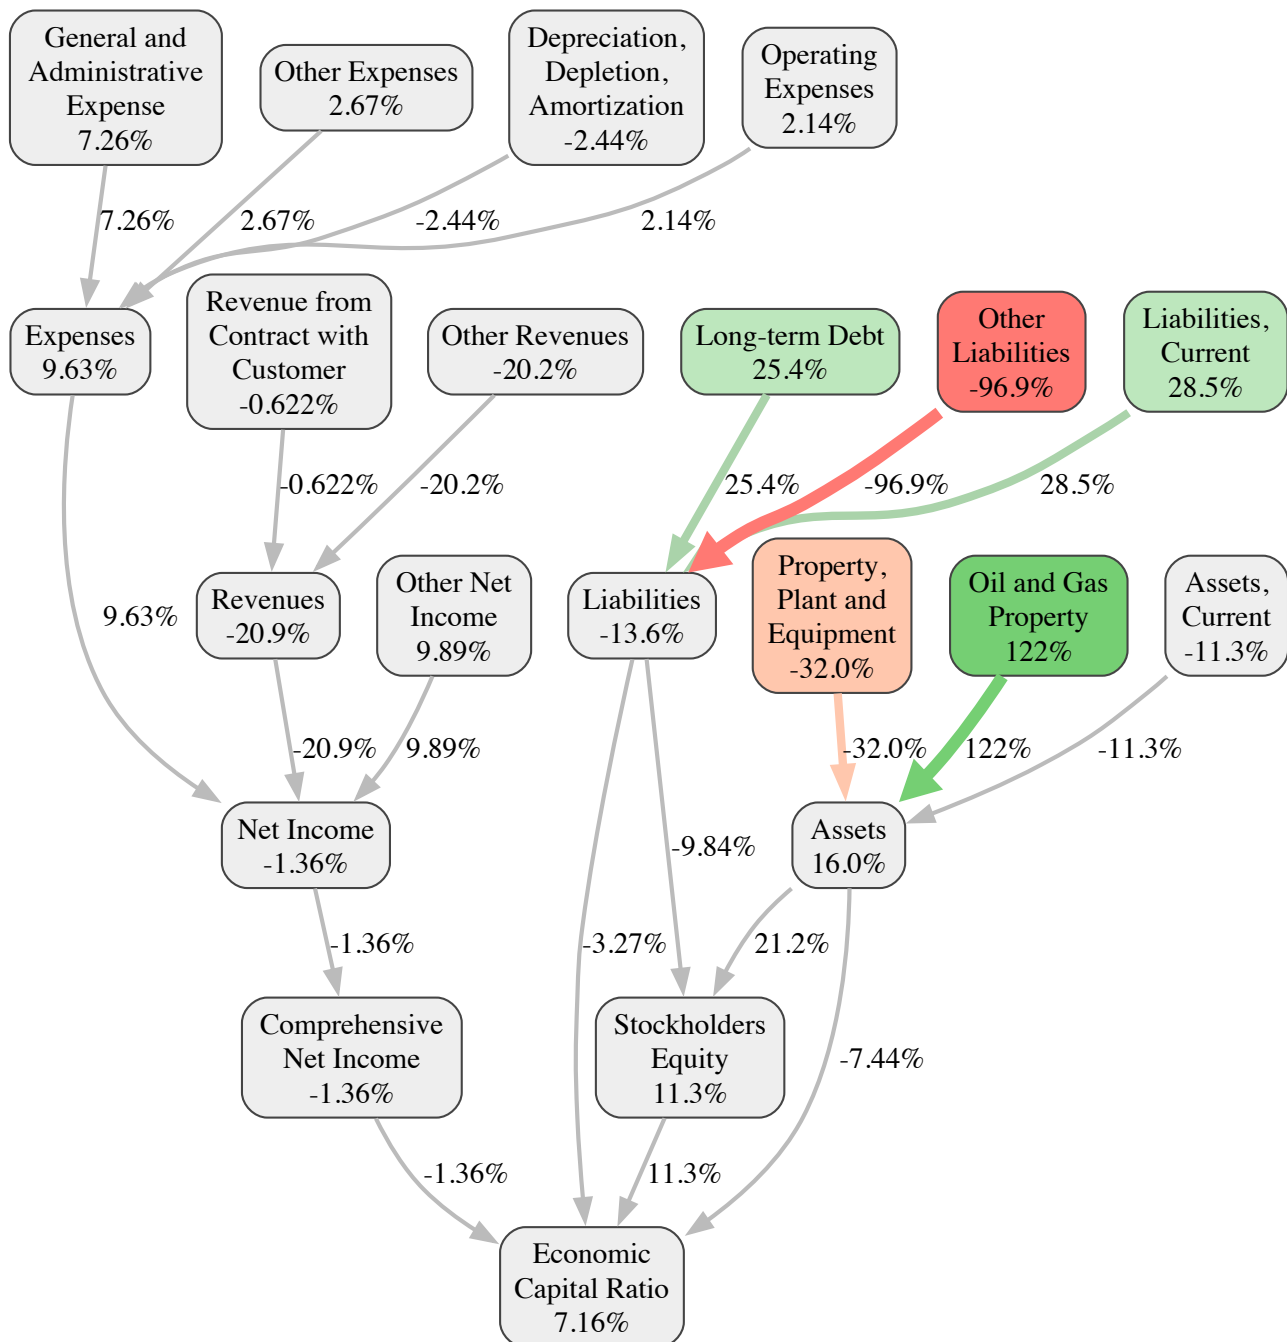 General and
Administrative
Expense
7.26%
Other Expenses
2.67%
Depreciation,
Depletion,
Amortization
-2.44%
Operating
Expenses
2.14%
7.26%
2.67%
-2.44%
2.14%
Expenses
9.63%
Revenue from
Contract with
Customer
-0.622%
Other Revenues
-20.2%
Long-term Debt
25.4%
Other
Liabilities
-96.9%
Liabilities,
Current
28.5%
-0.622%
-20.2%
25.4%
-96.9%
28.5%
9.63%
Revenues
-20.9%
Other Net
Income
9.89%
Liabilities
-13.6%
Property,
Plant and
Equipment
-32.0%
Oil and Gas
Property
122%
Assets,
Current
-11.3%
-20.9%
9.89%
-32.0%
122%
-11.3%
Net Income
-1.36%
-9.84%
Assets
16.0%
-1.36%
-3.27%
21.2%
Comprehensive
Net Income
-1.36%
Stockholders
Equity
11.3%
-7.44%
-1.36%
11.3%
Economic
Capital Ratio
7.16%